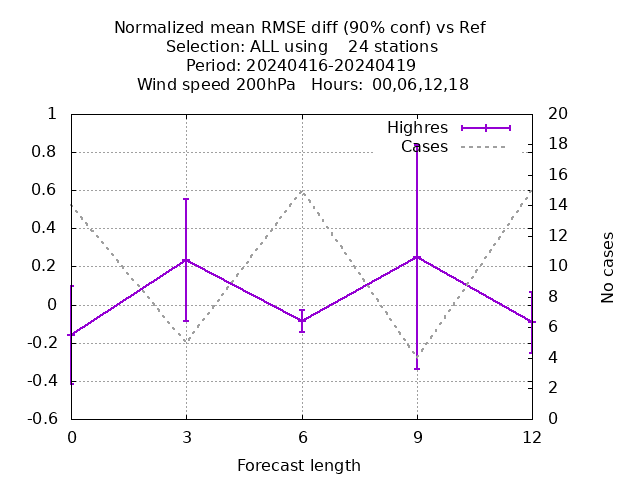 Normalized mean RMSE diff (90% conf) vs Ref
Selection: ALL using    24 stations
Period: 20240416-20240419
Wind speed 200hPa   Hours:  00,06,12,18
Highres
Cases
1
0.8
0.6
0.4
0.2
0
-0.2
-0.4
-0.6
20
18
16
14
12
10
8
6
4
2
0
No cases
0 3 6 9 12
Forecast length